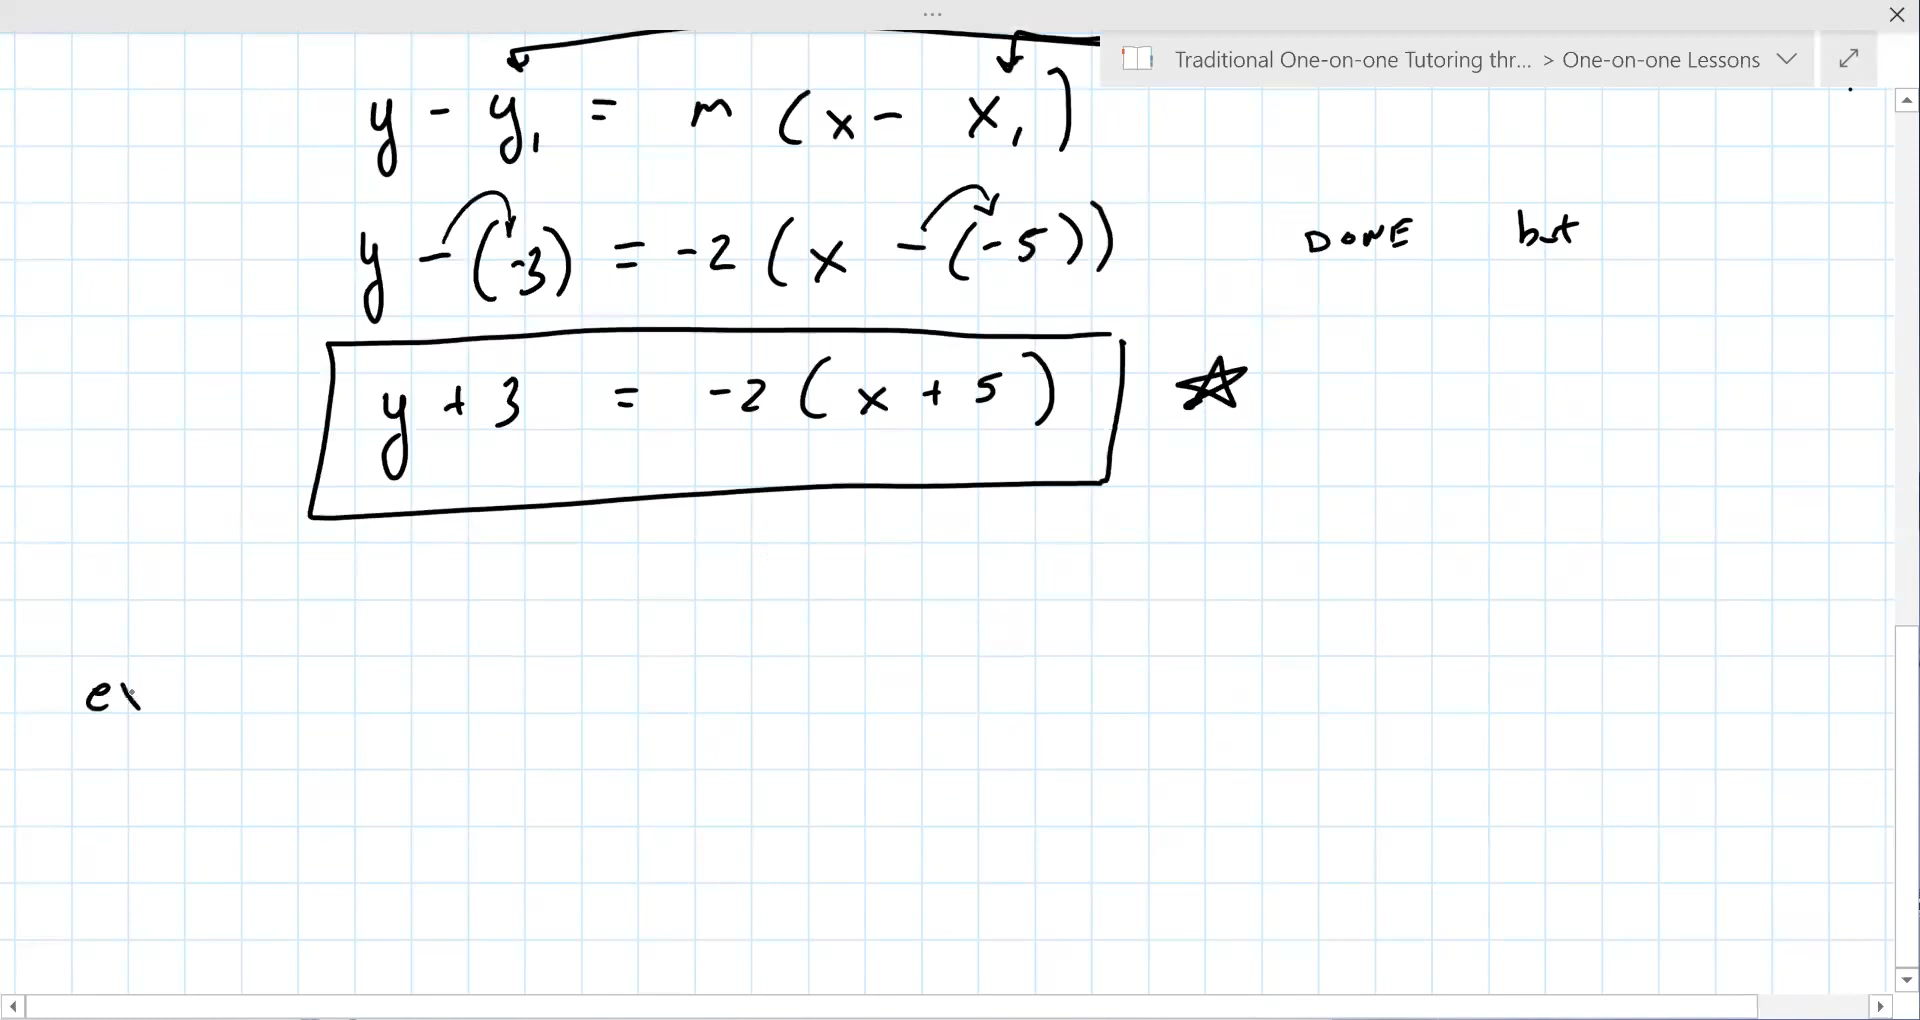 Traditional One-on-one Tutoring thr... > One-on-one Lessons
y - y₁ = m (x - x₁)
y - (-3) = -2 (x - (-5)) DONE but
y + 3 = -2 (x + 5)
ex